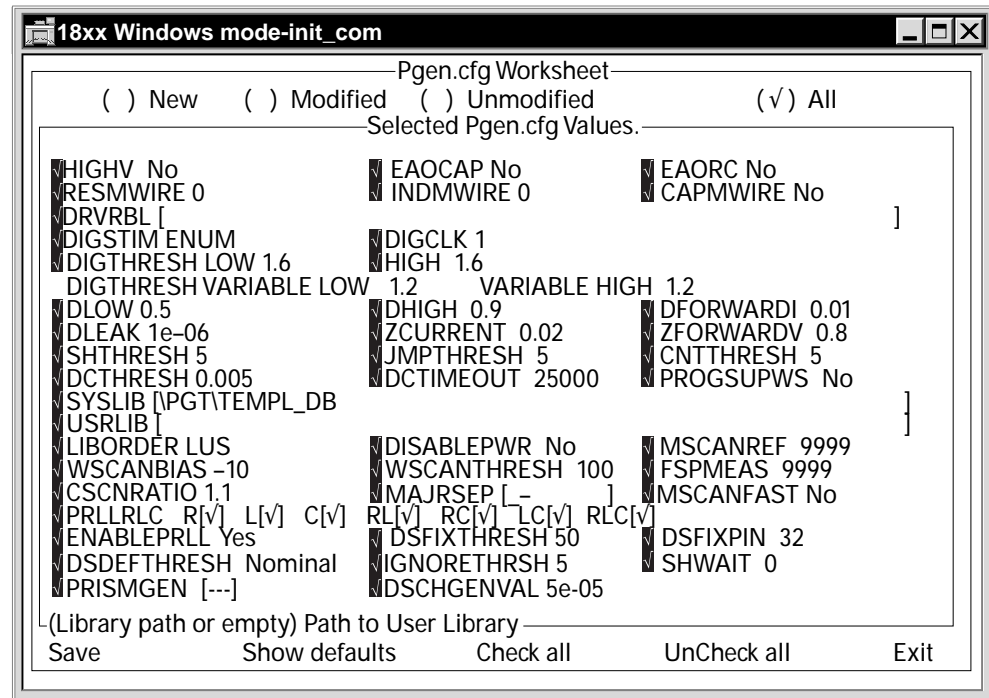 18xx Windows mode-init_com
Pgen.cfg Worksheet
( ) New ( ) Modified ( ) Unmodified (√) All
Selected Pgen.cfg Values.
√HIGHV No √ EAOCAP No √ EAORC No
√RESMWIRE 0 √ INDMWIRE 0 √ CAPMWIRE No
√DRVRBL [ ]
√DIGSTIM ENUM √DIGCLK 1
√DIGTHRESH LOW 1.6 √HIGH 1.6
DIGTHRESH VARIABLE LOW 1.2 VARIABLE HIGH 1.2
√DLOW 0.5 √DHIGH 0.9 √ DFORWARDI 0.01
√DLEAK 1e–06 √ZCURRENT 0.02 √ ZFORWARDV 0.8
√SHTHRESH 5 √JMPTHRESH 5 √ CNTTHRESH 5
√DCTHRESH 0.005 √DCTIMEOUT 25000 √ PROGSUPWS No
√SYSLIB [\PGT\TEMPL_DB ]
√USRLIB [ ]
√LIBORDER LUS √DISABLEPWR No √ MSCANREF 9999
√WSCANBIAS –10 √WSCANTHRESH 100 √ FSPMEAS 9999
√CSCNRATIO 1.1 √MAJRSEP [_– ] √MSCANFAST No
√PRLLRLC R[√] L[√] C[√] RL[√] RC[√] LC[√] RLC[√]
√ENABLEPRLL Yes √ DSFIXTHRESH 50 √ DSFIXPIN 32
√DSDEFTHRESH Nominal √IGNORETHRSH 5 √ SHWAIT 0
√PRISMGEN [---] √DSCHGENVAL 5e-05
(Library path or empty) Path to User Library
Save Show defaults Check all UnCheck all Exit